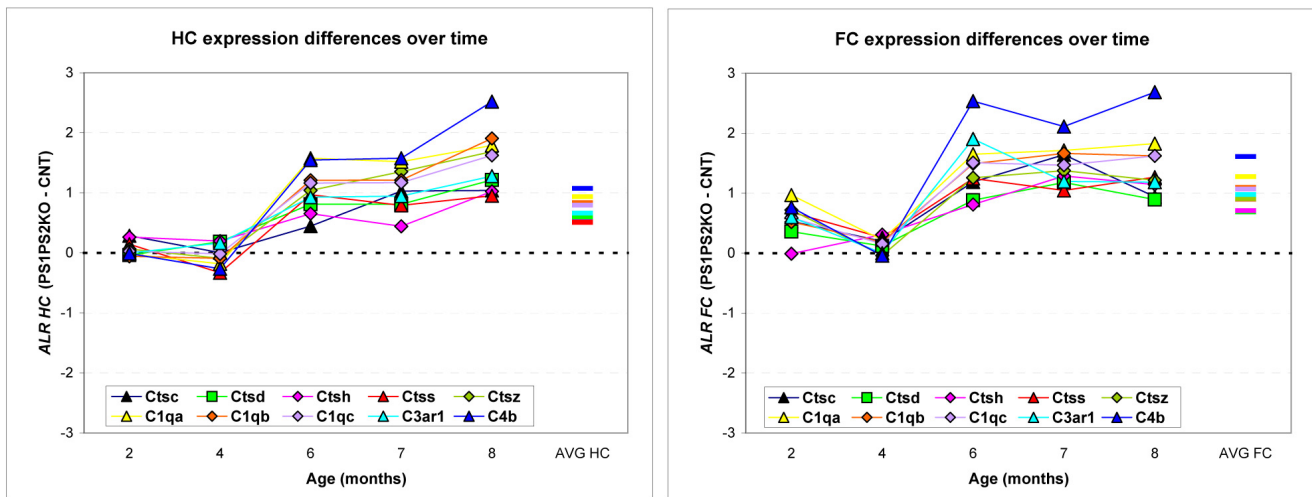 HC expression differences over time
3
2
1
0
-1
-2
-3
ALR HC (PS1PS2KO - CNT)
Ctsc Ctsd Ctsh Ctss Ctsz
C1qa C1qb C1qc C3ar1 C4b
2 4 6 7 8 AVG HC
Age (months)
FC expression differences over time
3
2
1
0
-1
-2
-3
ALR FC (PS1PS2KO - CNT)
Ctsc Ctsd Ctsh Ctss Ctsz
C1qa C1qb C1qc C3ar1 C4b
2 4 6 7 8 AVG FC
Age (months)